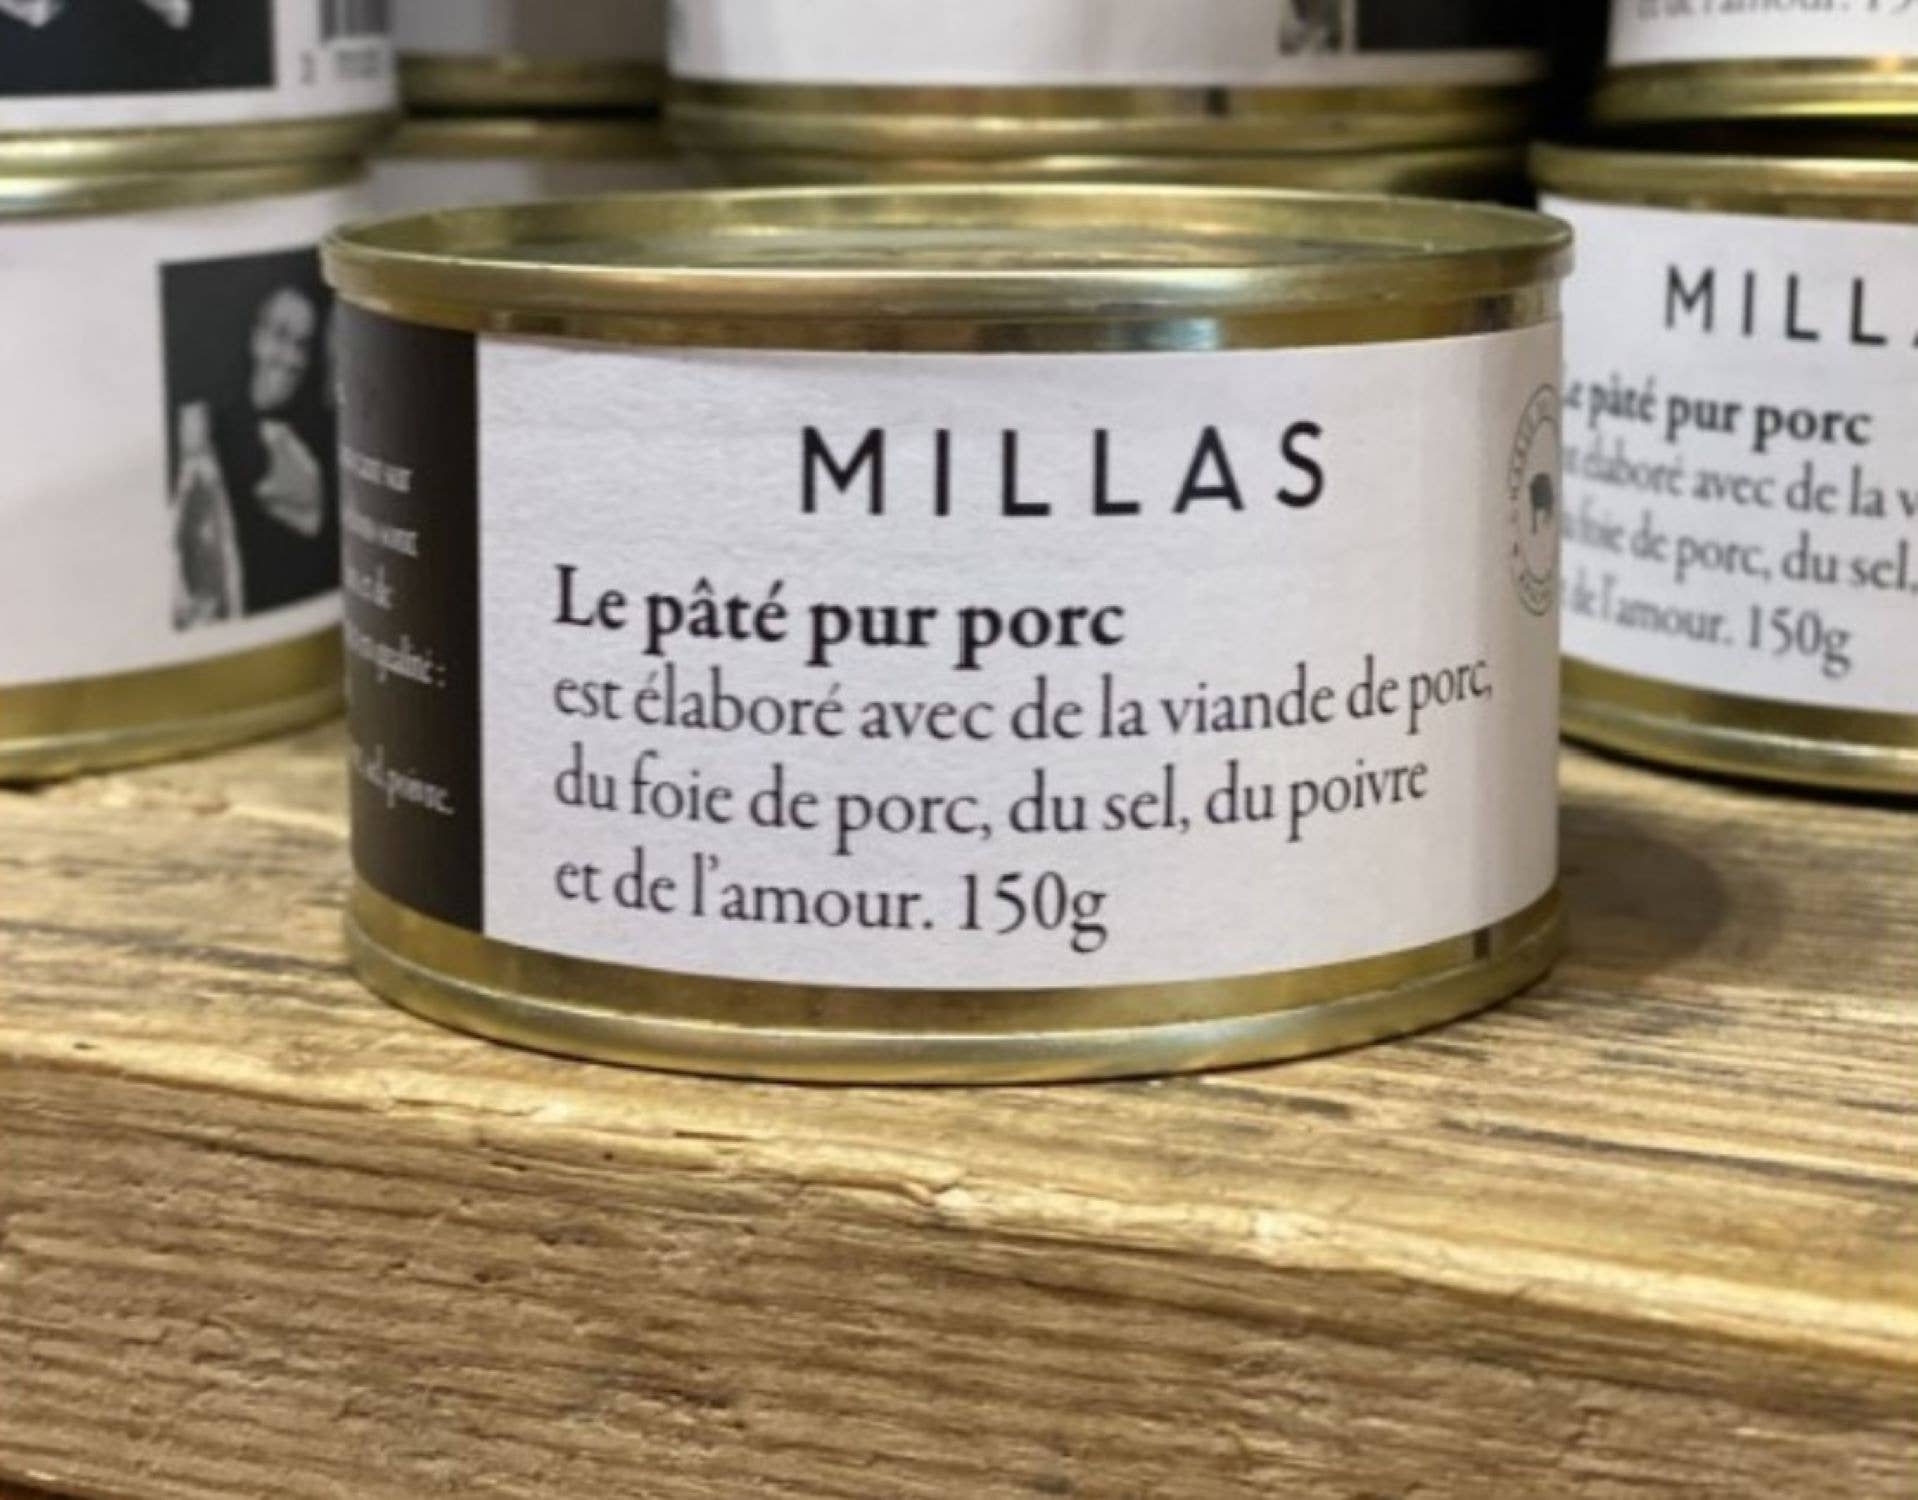 MILLAS
Le pâté pur porc
est élaboré avec de la viande de porc,
du foie de porc, du sel, du poivre
et de l'amour. 150g
MILL
pâté pur porc
élaboré avec de la
foie de porc, du sel,
de l'amour. 150g